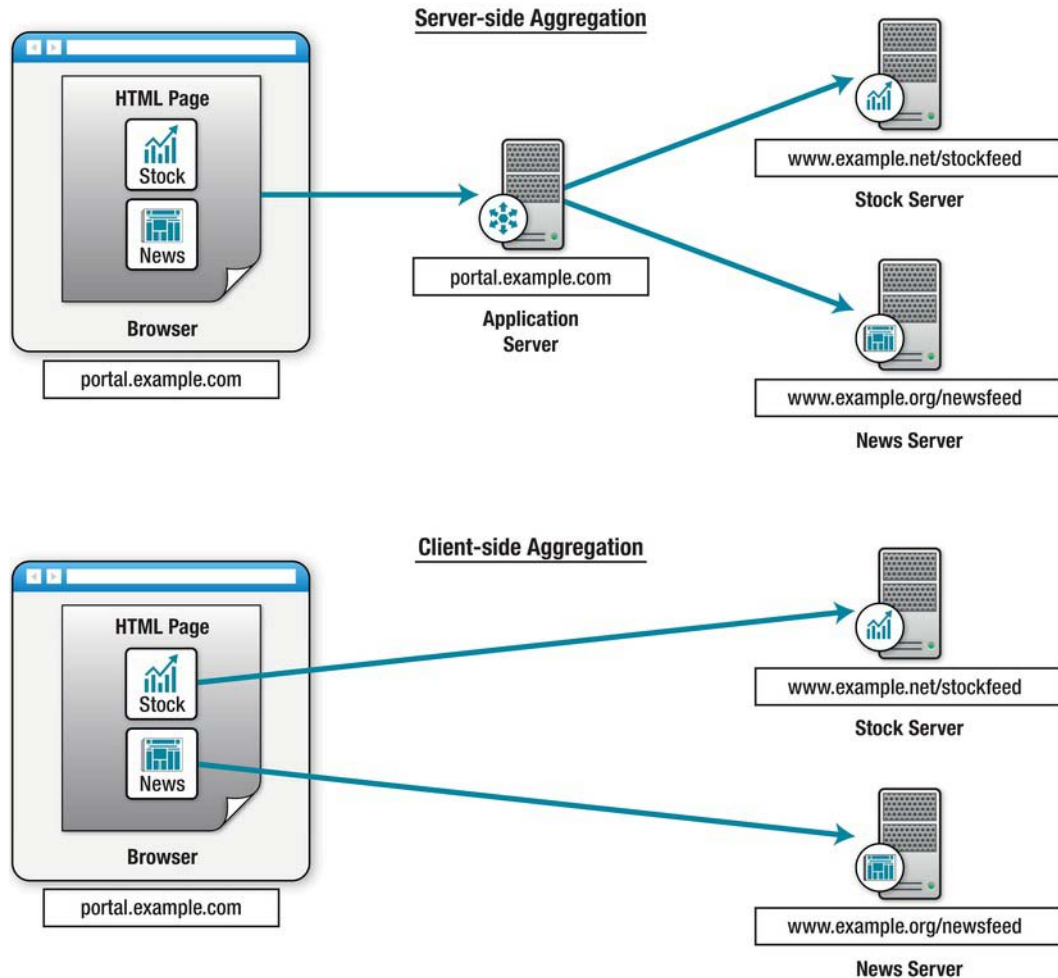 Server-side Aggregation
HTML Page
Stock
News
Browser
portal.example.com
portal.example.com
Application
Server
www.example.net/stockfeed
Stock Server
www.example.org/newsfeed
News Server
Client-side Aggregation
HTML Page
Stock
News
Browser
portal.example.com
www.example.net/stockfeed
Stock Server
www.example.org/newsfeed
News Server